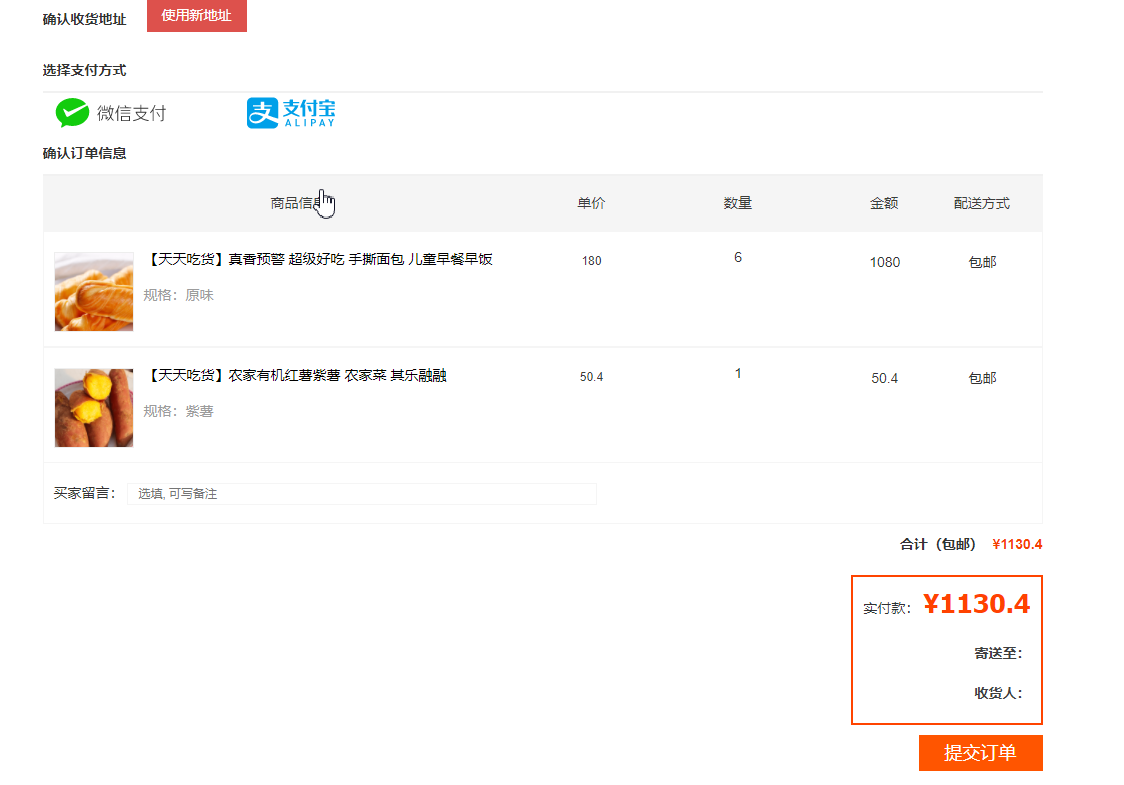 确认收货地址 使用新地址
选择支付方式
微信支付 支付宝
ALIPAY
确认订单信息
商品信息 单价 数量 金额 配送方式
【天天吃货】真香预警 超级好吃 手撕面包 儿童早餐早饭 180 6 1080 包邮
规格：原味
【天天吃货】农家有机红薯紫薯 农家菜 其乐融融 50.4 1 50.4 包邮
规格：紫薯
买家留言： 选填, 可写备注
合计（包邮） ¥1130.4
实付款： ¥1130.4
寄送至：
收货人：
提交订单